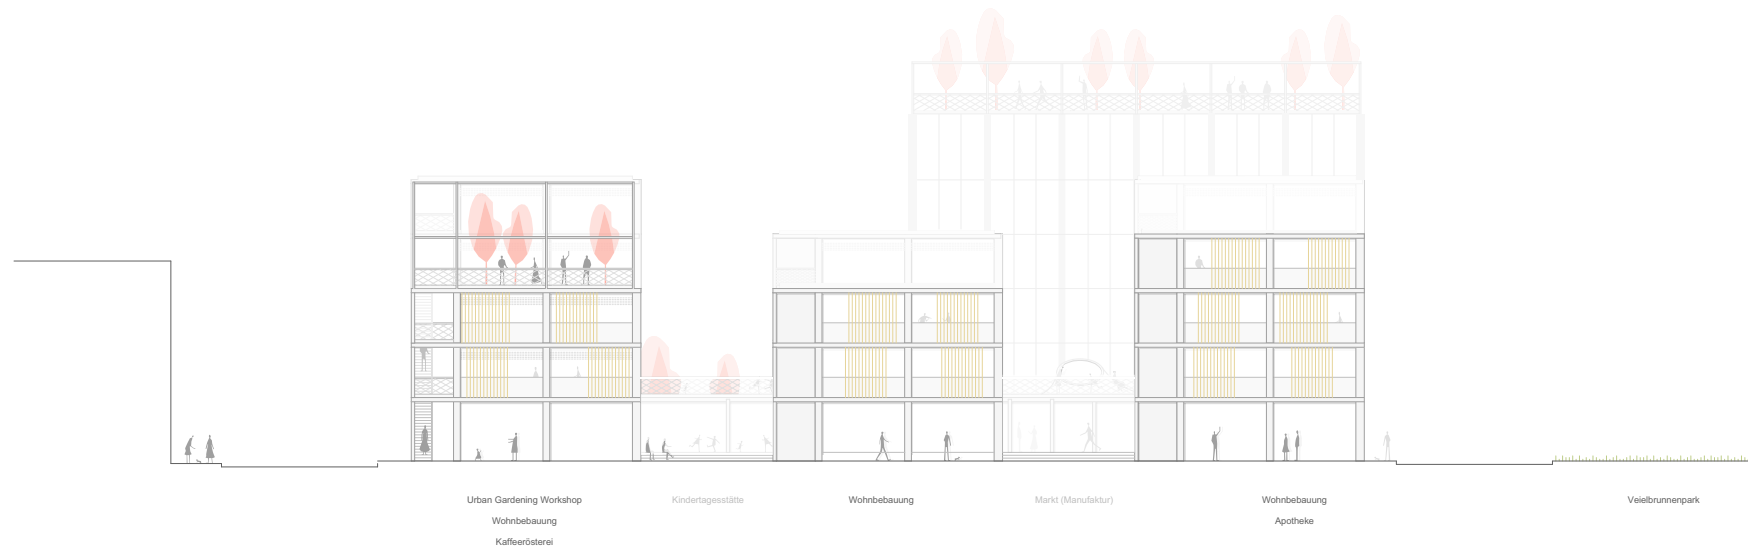 Urban Gardening Workshop
Wohnbebauung
Kaffeerösterei
Kindertagesstätte
Wohnbebauung
Markt (Manufaktur)
Wohnbebauung
Apotheke
Veielbrunnenpark